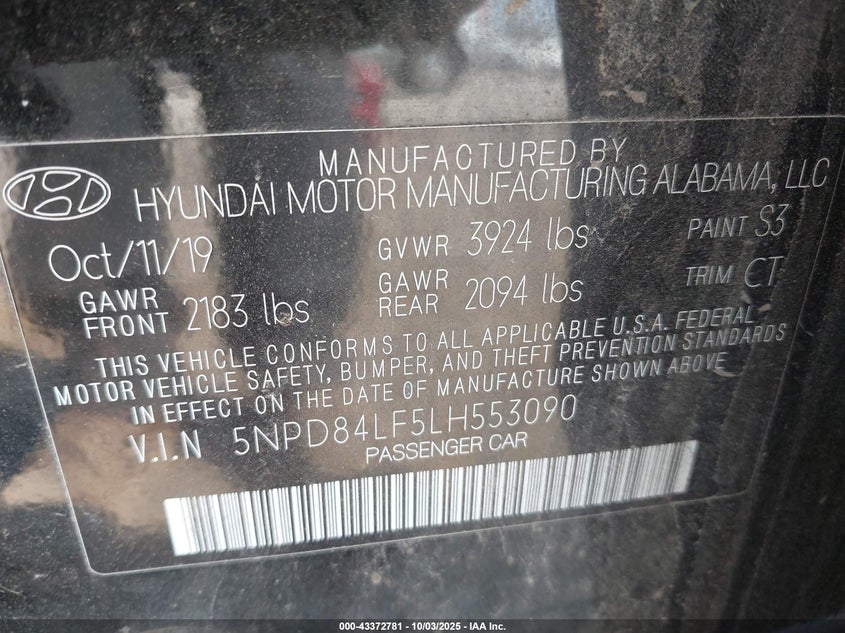 MANUFACTURED BY
HYUNDAI MOTOR MANUFACTURING ALABAMA, LLC
Oct/11/19 GVWR 3924 lbs PAINT S3
GAWR FRONT 2183 lbs GAWR REAR 2094 lbs TRIM CT
THIS VEHICLE CONFORMS TO ALL APPLICABLE U.S.A. FEDERAL
MOTOR VEHICLE SAFETY, BUMPER, AND THEFT PREVENTION STANDARDS
IN EFFECT ON THE DATE OF MANUFACTURE SHOWN ABOVE
V.I.N 5NPD84LF5LH553090
PASSENGER CAR
000-43372781 - 10/03/2025 - IAA Inc.